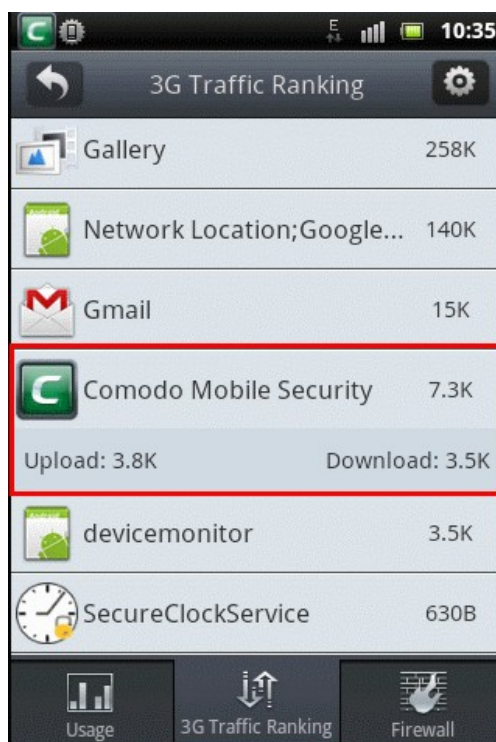 E 10:35
3G Traffic Ranking
Gallery 258K
Network Location;Google... 140K
Gmail 15K
Comodo Mobile Security 7.3K
Upload: 3.8K Download: 3.5K
devicemonitor 3.5K
SecureClockService 630B
Usage 3G Traffic Ranking Firewall